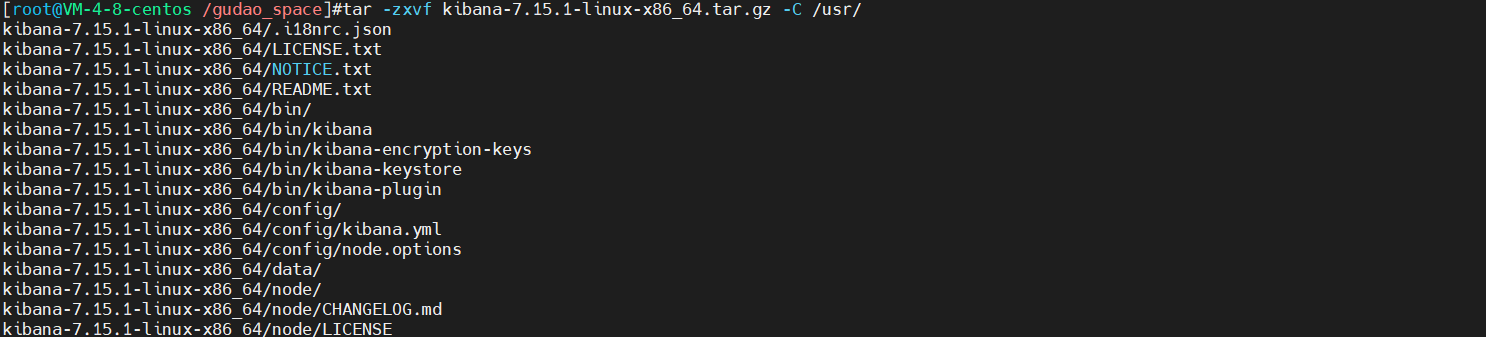 [root@VM-4-8-centos /gudao_space]#tar -zxvf kibana-7.15.1-linux-x86_64.tar.gz -C /usr/
kibana-7.15.1-linux-x86_64/.i18nrc.json
kibana-7.15.1-linux-x86_64/LICENSE.txt
kibana-7.15.1-linux-x86_64/NOTICE.txt
kibana-7.15.1-linux-x86_64/README.txt
kibana-7.15.1-linux-x86_64/bin/
kibana-7.15.1-linux-x86_64/bin/kibana
kibana-7.15.1-linux-x86_64/bin/kibana-encryption-keys
kibana-7.15.1-linux-x86_64/bin/kibana-keystore
kibana-7.15.1-linux-x86_64/bin/kibana-plugin
kibana-7.15.1-linux-x86_64/config/
kibana-7.15.1-linux-x86_64/config/kibana.yml
kibana-7.15.1-linux-x86_64/config/node.options
kibana-7.15.1-linux-x86_64/data/
kibana-7.15.1-linux-x86_64/node/
kibana-7.15.1-linux-x86_64/node/CHANGELOG.md
kibana-7.15.1-linux-x86_64/node/LICENSE